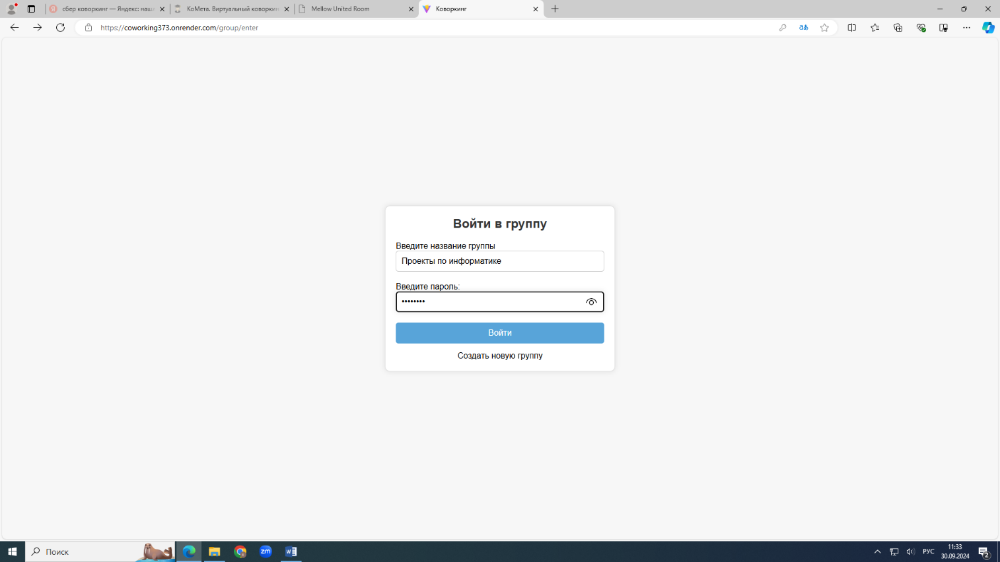 сбер коворкинг — Яндекс: наш
КоМета. Виртуальный коворкин
Mellow United Room
Коворкинг
https://coworking373.onrender.com/group/enter
Войти в группу
Введите название группы
Проекты по информатике
Введите пароль:
••••••••
Войти
Создать новую группу
Поиск
zm
РУС
11:33
30.09.2024
2